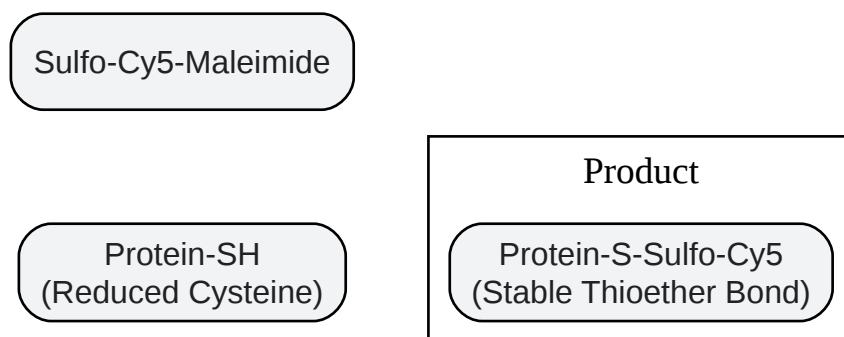 Sulfo-Cy5-Maleimide
Product
Protein-SH
(Reduced Cysteine)
Protein-S-Sulfo-Cy5
(Stable Thioether Bond)